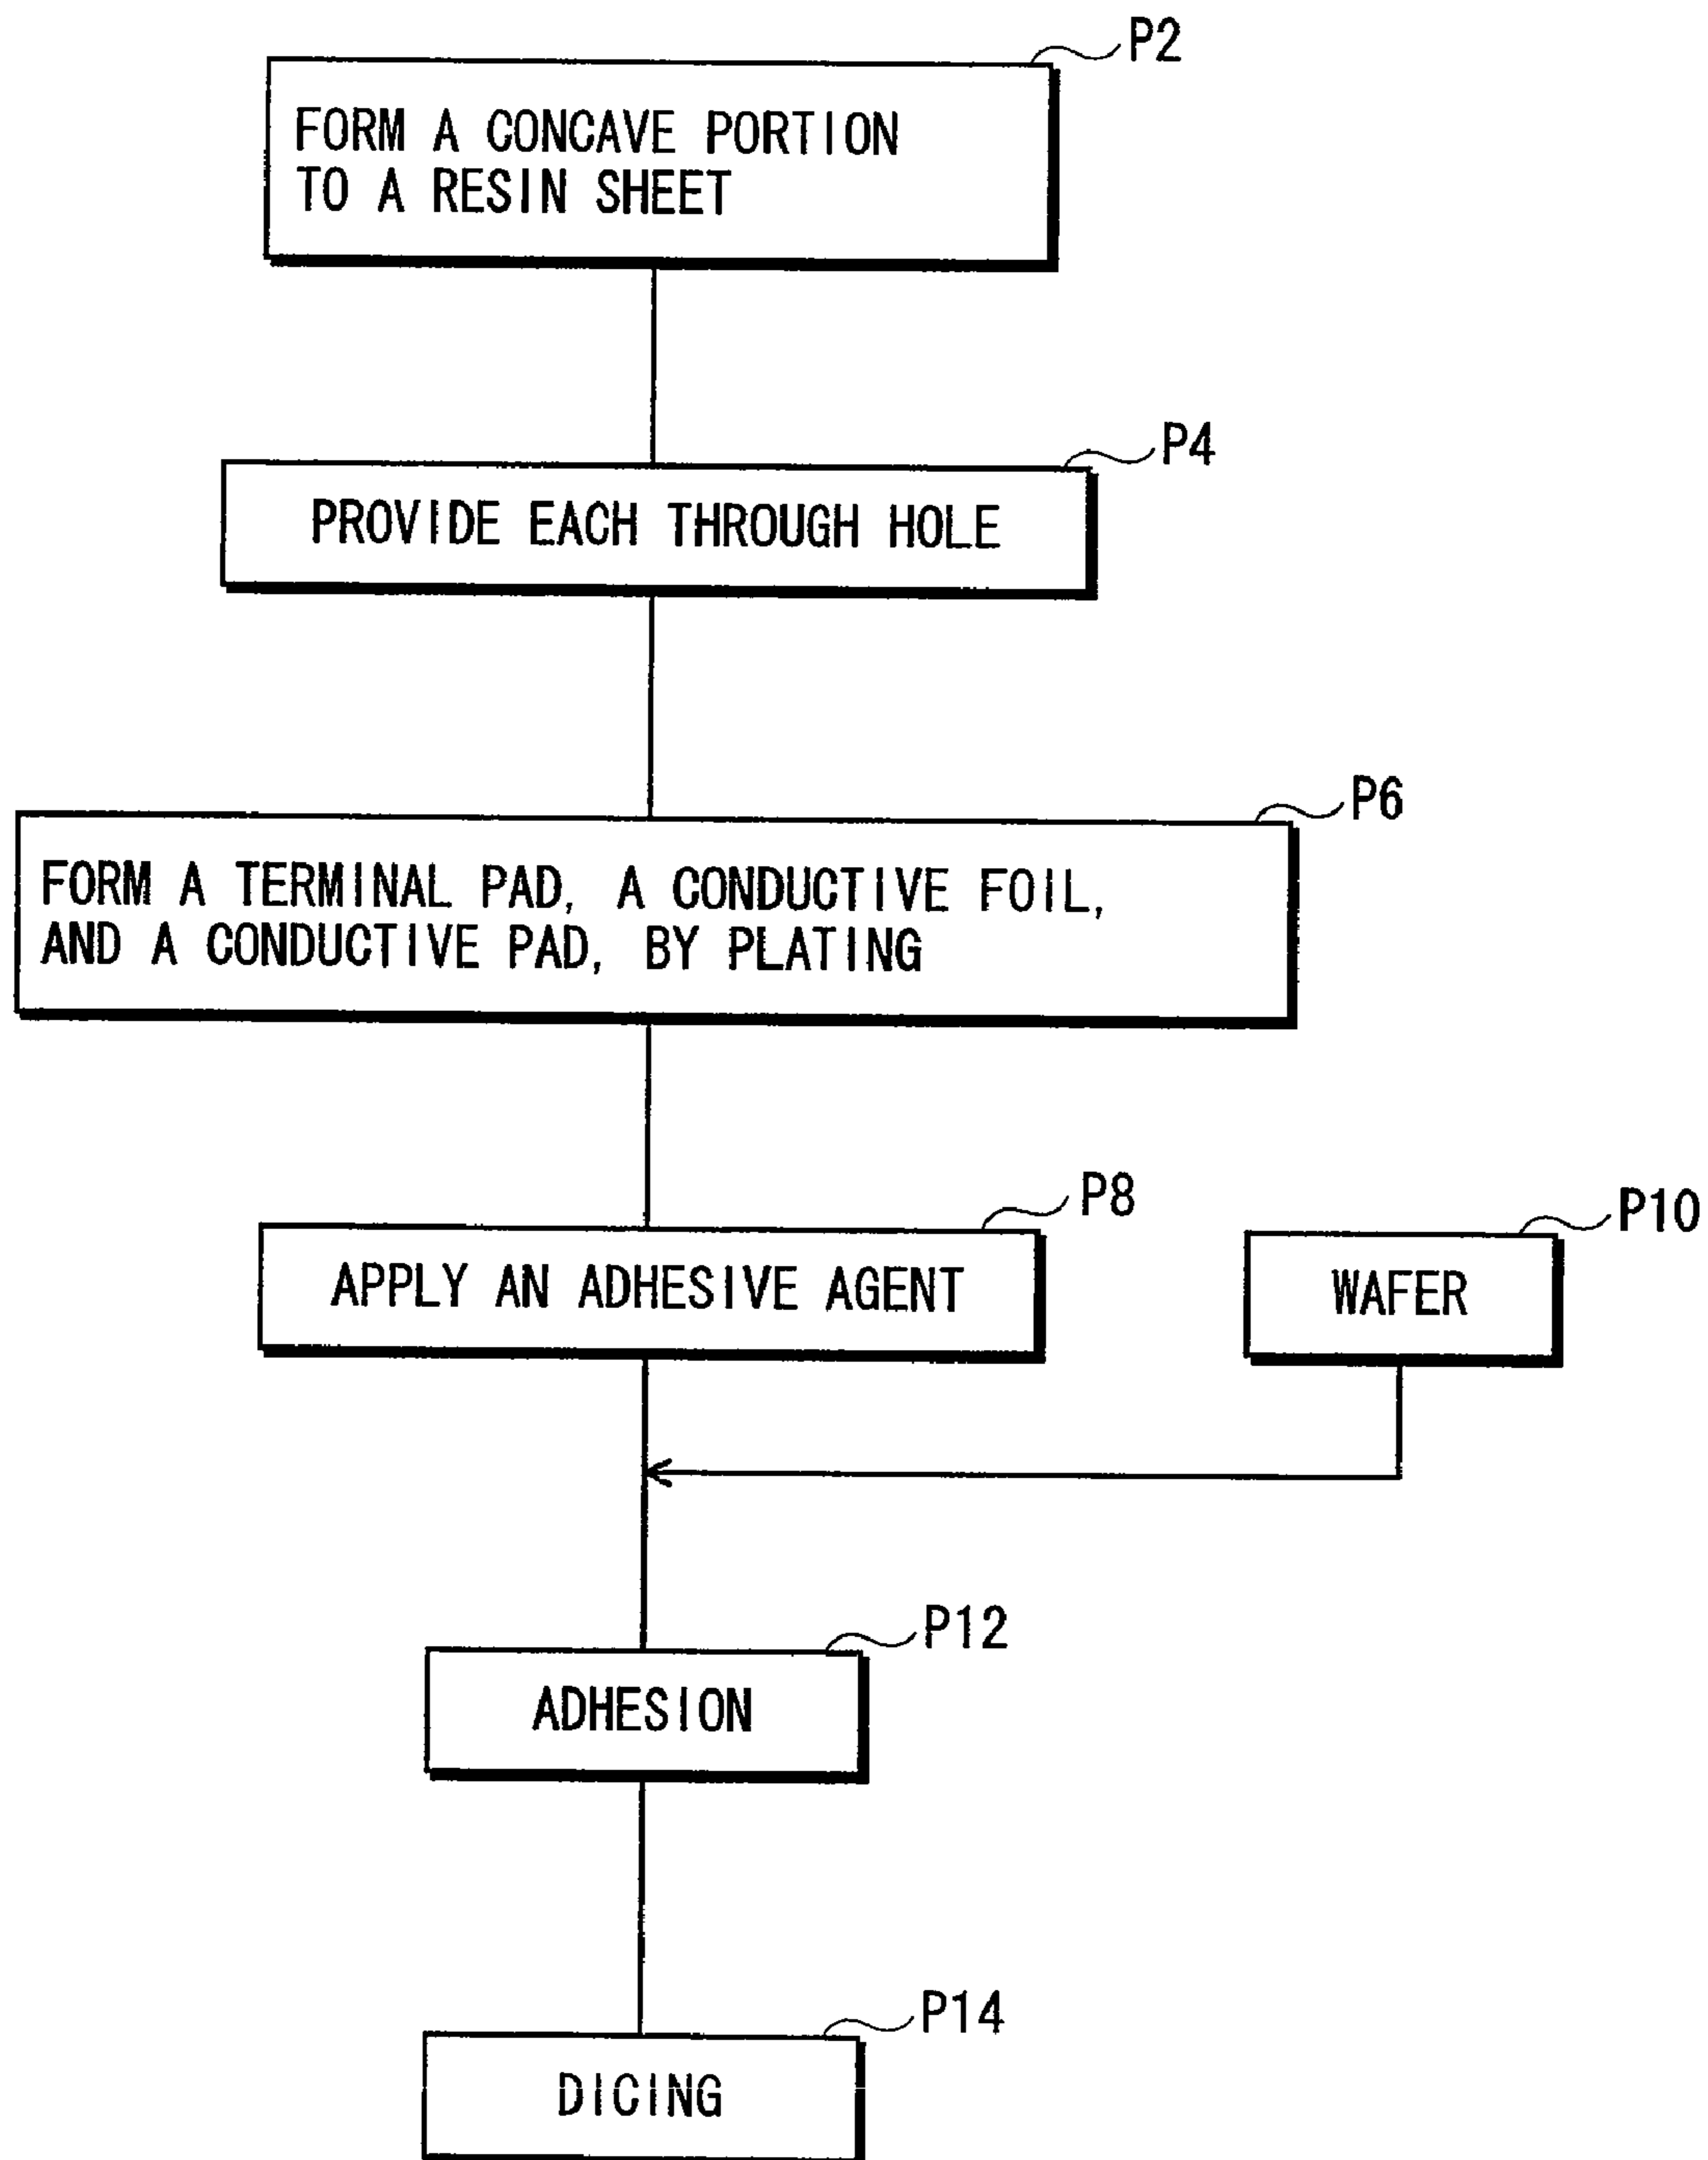 P2
FORM A CONCAVE PORTION
TO A RESIN SHEET
P4
PROVIDE EACH THROUGH HOLE
P6
FORM A TERMINAL PAD, A CONDUCTIVE FOIL,
AND A CONDUCTIVE PAD, BY PLATING
P8
APPLY AN ADHESIVE AGENT
P10
WAFER
P12
ADHESION
P14
DICING